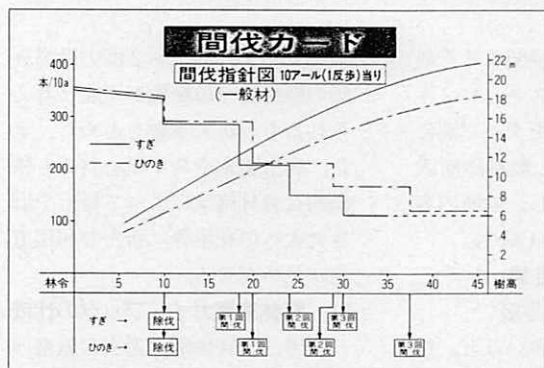 間伐カード
間伐指針図 10アール(1反歩)当り
(一般材)
400
本/10a
300
200
100
すぎ
ひのき
22 m
20
18
16
14
12
10
8
6
4
2
林令 5 10 15 20 25 30 35 40 45 樹高
すぎ→ 除伐 第1回間伐 第2回間伐 第3回間伐
ひのき→ 除伐 第1回間伐 第2回間伐 第3回間伐